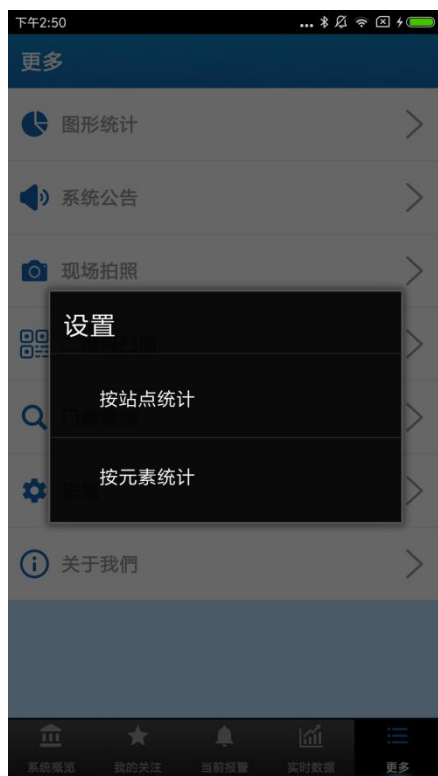 下午2:50
更多
图形统计
系统公告
现场拍照
设置
按站点统计
按元素统计
关于我們
系统概览 我的关注 当前报警 实时数据 更多